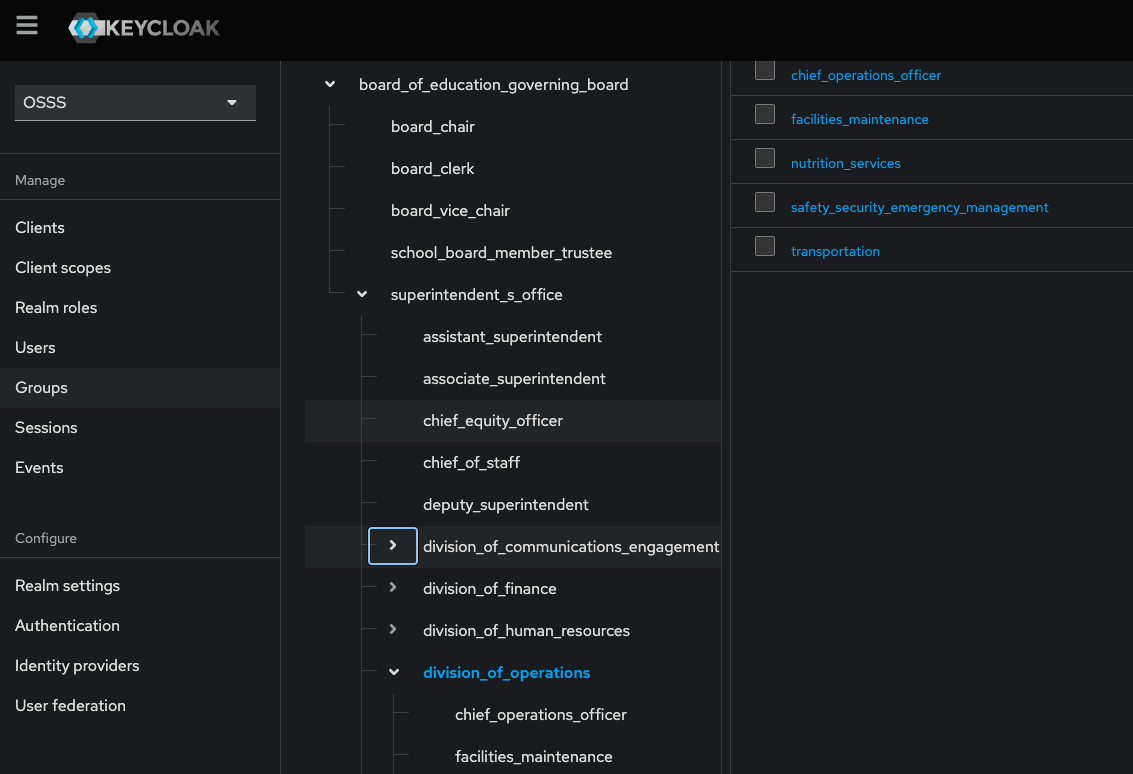 KEYCLOAK
OSSS
Manage
Clients
Client scopes
Realm roles
Users
Groups
Sessions
Events
Configure
Realm settings
Authentication
Identity providers
User federation
board_of_education_governing_board
board_chair
board_clerk
board_vice_chair
school_board_member_trustee
superintendent_s_office
assistant_superintendent
associate_superintendent
chief_equity_officer
chief_of_staff
deputy_superintendent
division_of_communications_engagement
division_of_finance
division_of_human_resources
division_of_operations
chief_operations_officer
facilities_maintenance
chief_operations_officer
facilities_maintenance
nutrition_services
safety_security_emergency_management
transportation